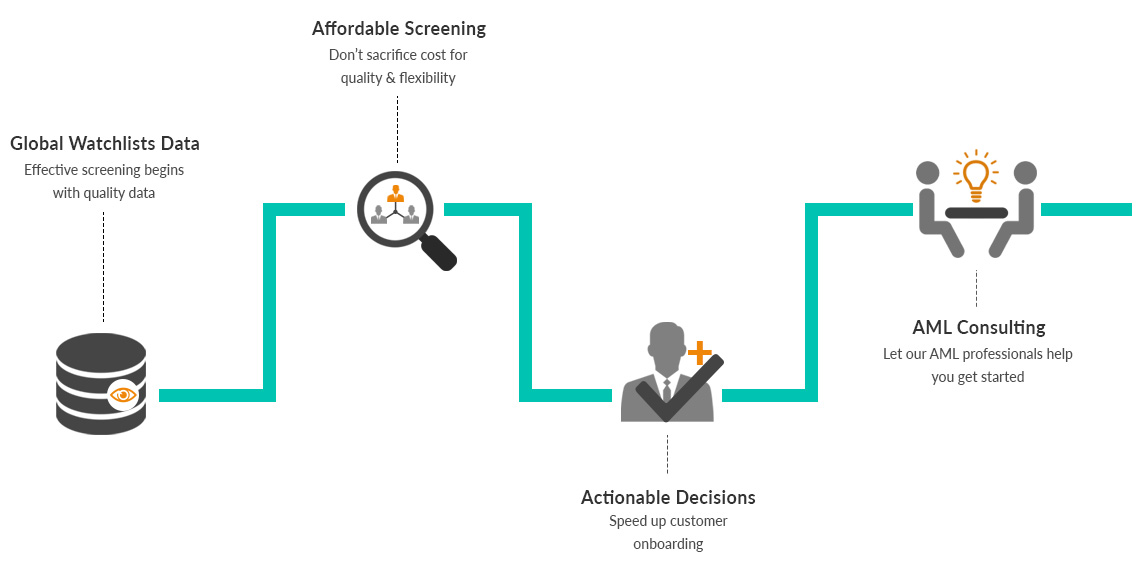 Global Watchlists Data
Effective screening begins
with quality data
Affordable Screening
Don't sacrifice cost for
quality & flexibility
Actionable Decisions
Speed up customer
onboarding
AML Consulting
Let our AML professionals help
you get started